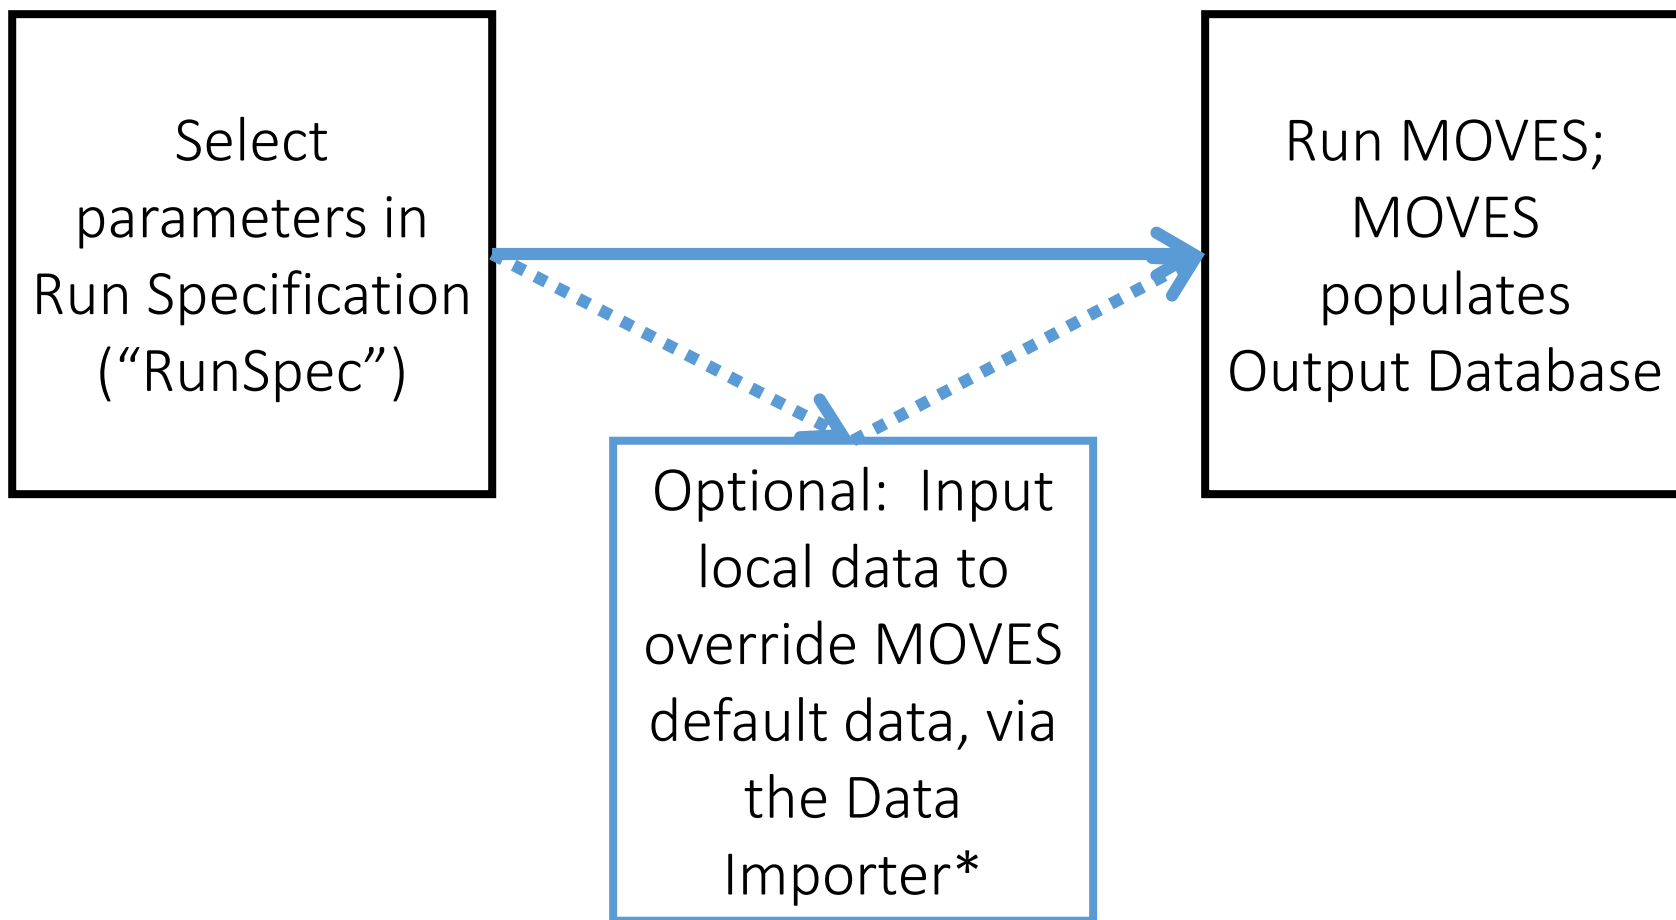 Select
parameters in
Run Specification
(“RunSpec”)
Run MOVES;
MOVES
populates
Output Database
Optional:  Input
local data to
override MOVES
default data, via
the Data
Importer*